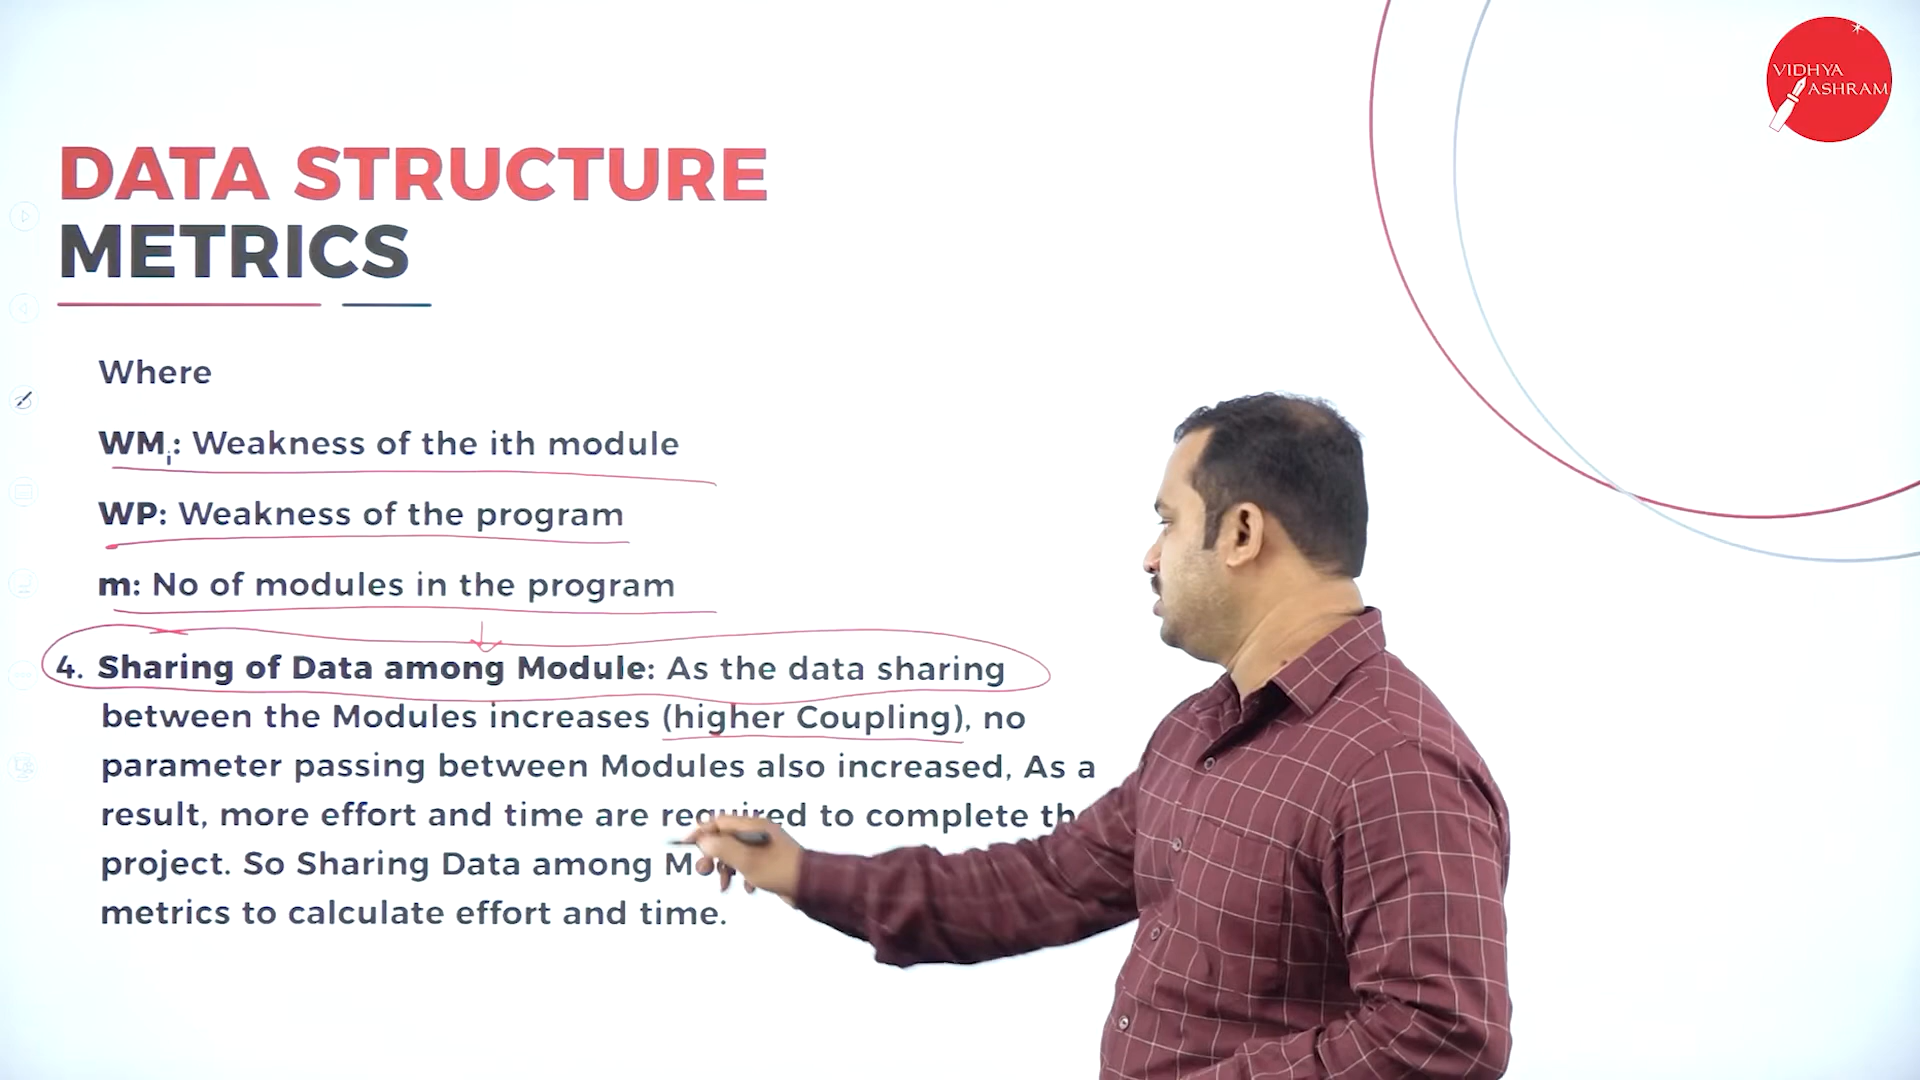 VIDHYA
ASHRAM
DATA STRUCTURE
METRICS
Where
WMi: Weakness of the ith module
WP: Weakness of the program
m: No of modules in the program
4. Sharing of Data among Module: As the data sharing
between the Modules increases (higher Coupling), no
parameter passing between Modules also increased, As a
result, more effort and time are required to complete
project. So Sharing Data among
metrics to calculate effort and time.